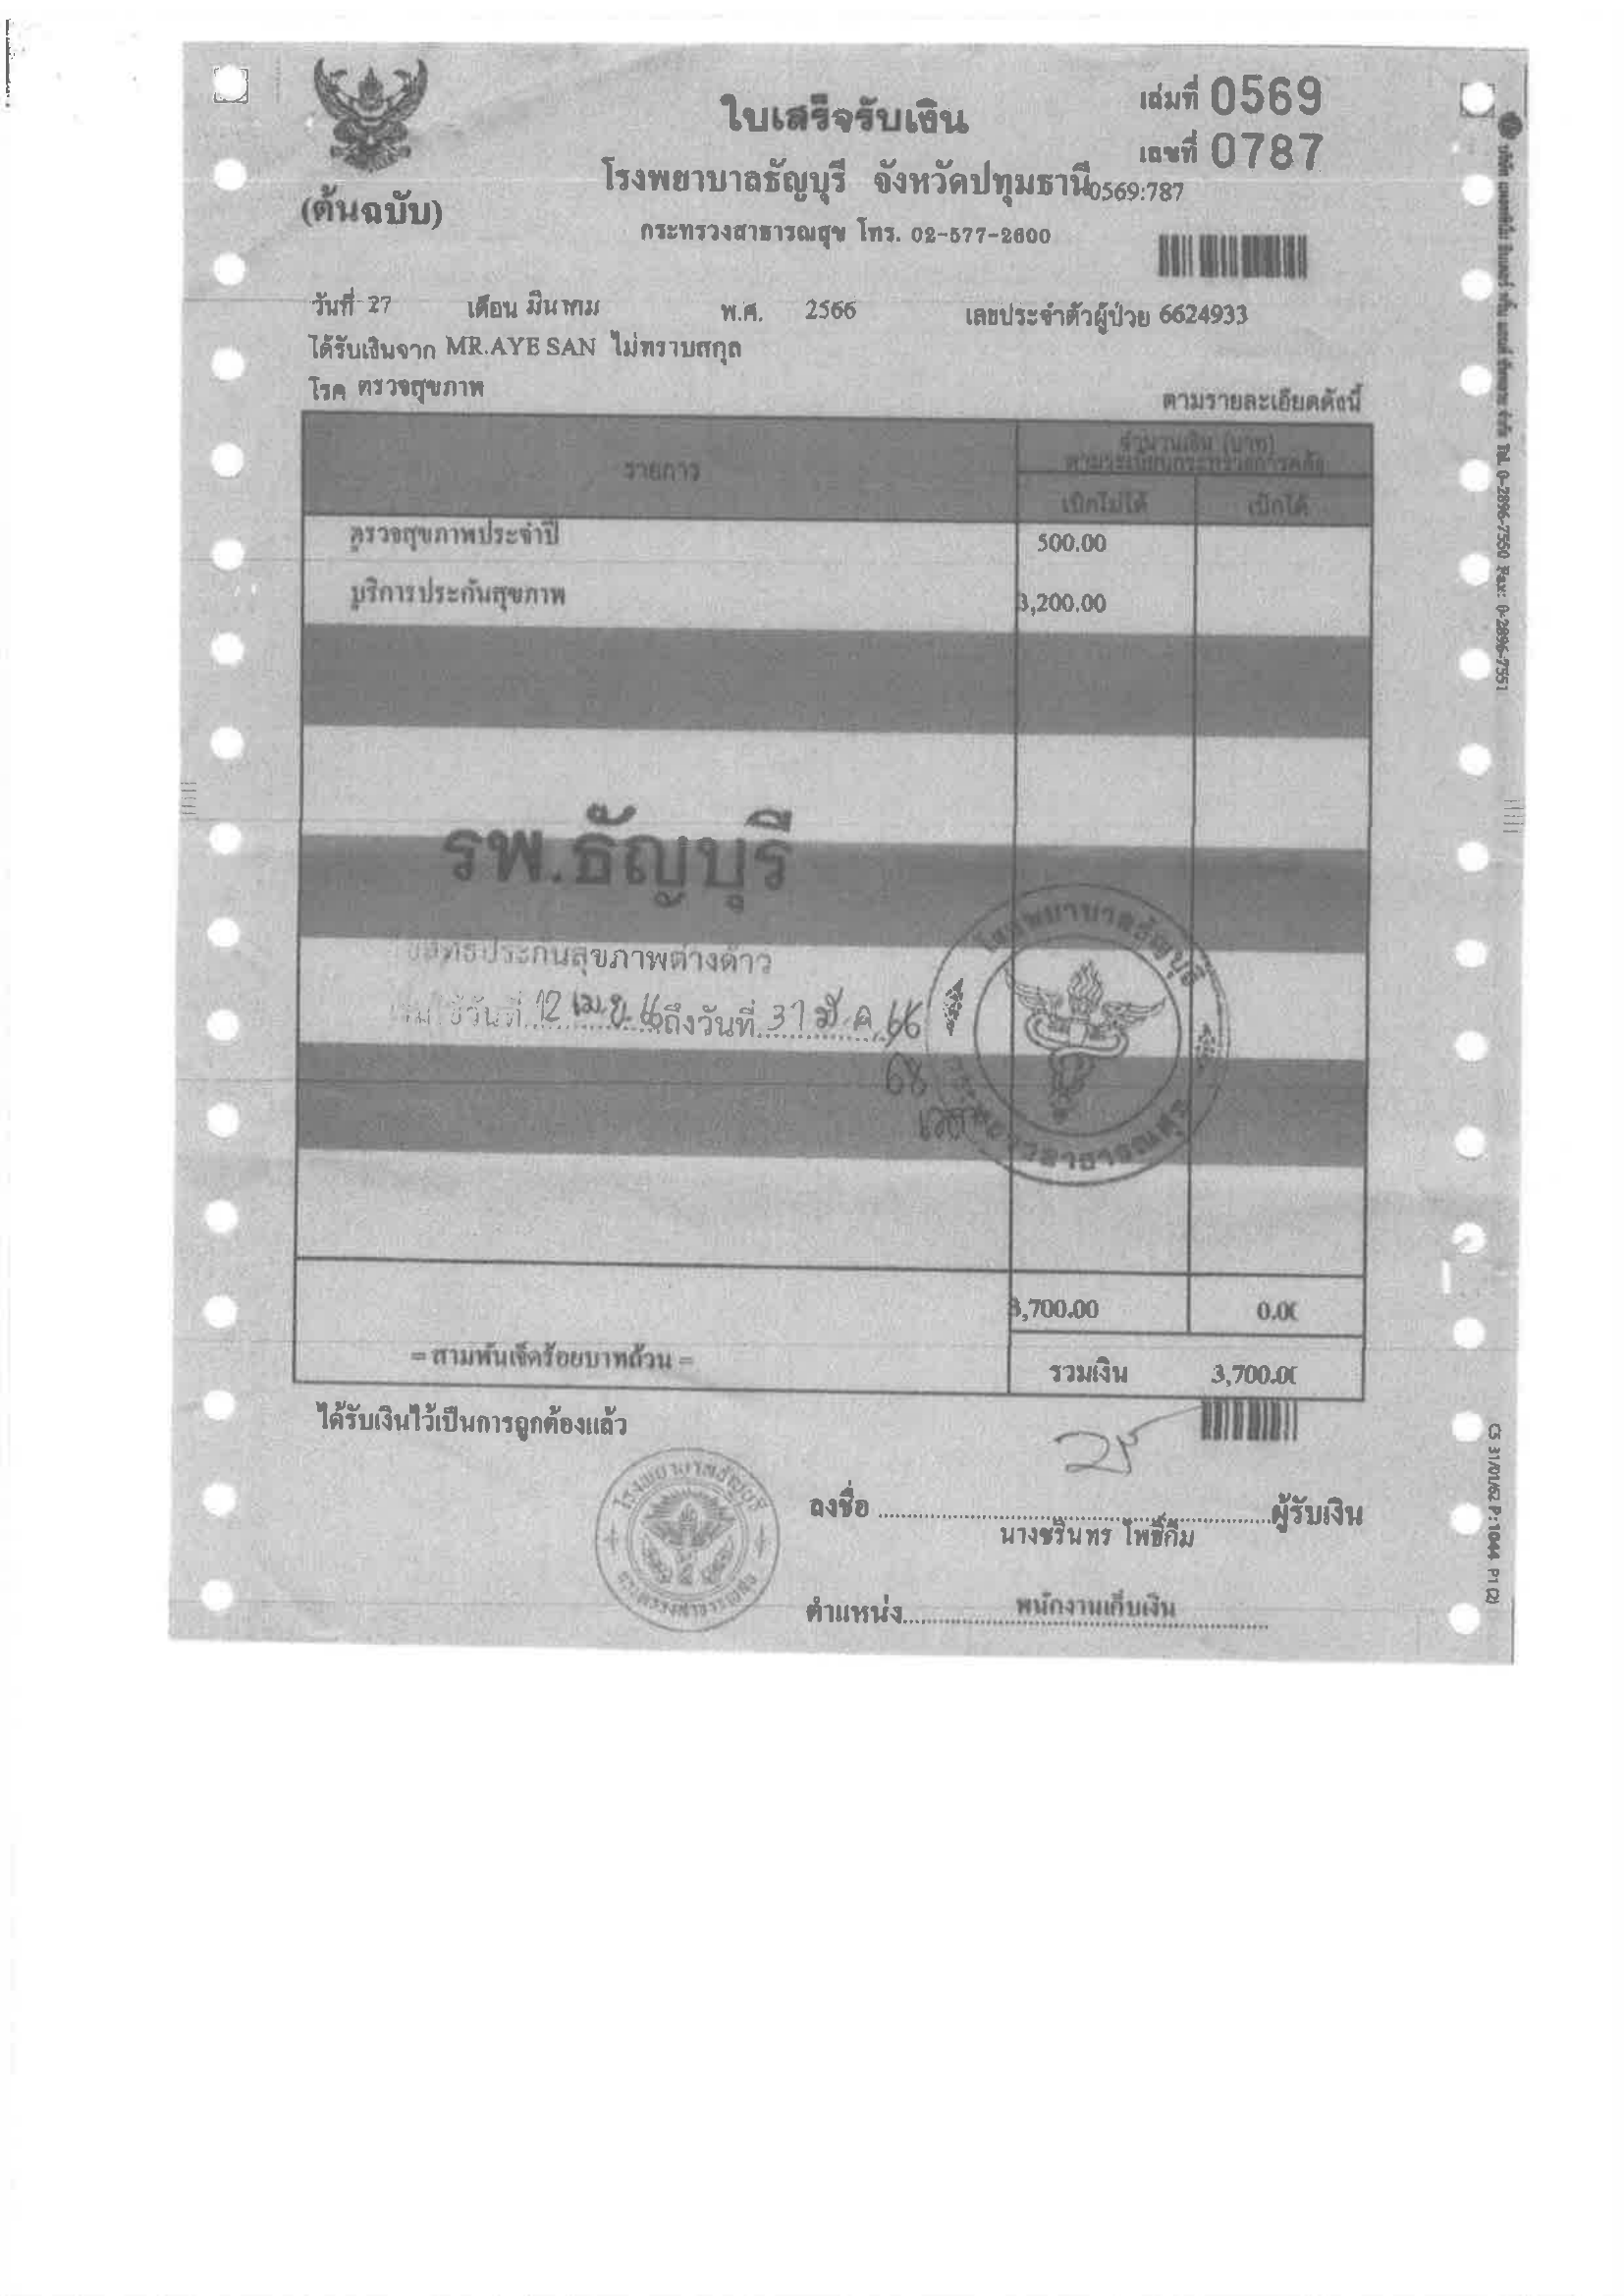 เล่มที่ 0569
ใบเสร็จรับเงิน
เลขที่ 0787
โรงพยาบาลธัญบุรี จังหวัดปทุมธานี 0569:787
(ต้นฉบับ)
กระทรวงสาธารณสุข โทร. 02-577-2600
วันที่ 27 เดือน มีนาคม พ.ศ. 2566 เลขประจำตัวผู้ป่วย 6624933
ได้รับเงินจาก MR.AYE SAN ไม่ทราบสกุล
โรค ตรวจสุขภาพ
ตามรายละเอียดดังนี้
รายการ
จำนวนเงิน (บาท)
ตามระเบียบกระทรวงการคลัง
เบิกไม่ได้ เบิกได้
ตรวจสุขภาพประจำปี 500.00
บริการประกันสุขภาพ 3,200.00
รพ.ธัญบุรี
ประกันสุขภาพต่างด้าว
วันที่ 12 เม.ย. 66 ถึงวันที่ 31 มี.ค. 66
68
โรงพยาบาลธัญบุรี
กระทรวงสาธารณสุข
3,700.00 0.00
= สามพันเจ็ดร้อยบาทถ้วน =
รวมเงิน 3,700.00
ได้รับเงินไว้เป็นการถูกต้องแล้ว
โรงพยาบาลธัญบุรี
กระทรวงสาธารณสุข
ลงชื่อ ผู้รับเงิน
นางชรินทร โพธิ์กีม
ตำแหน่ง พนักงานเก็บเงิน
Tel. 0-2896-7550 Fax: 0-2896-7551
CS 31/01/62 P:1044 P1 (2)